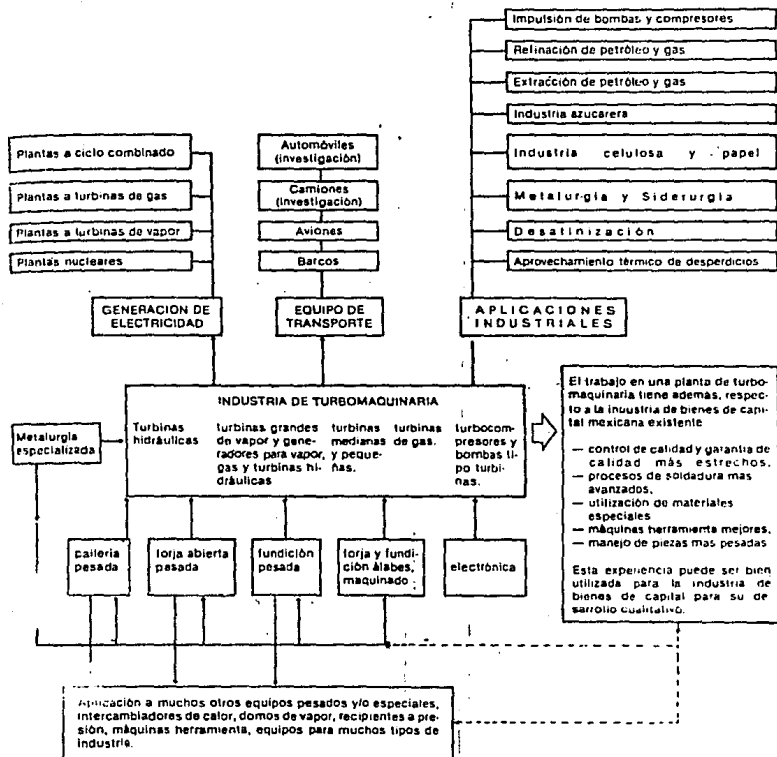 Impulsión de bombas y compresores
Refinación de petróleo y gas
Extracción de petróleo y gas
Industria azucarera
Industria celulosa y papel
Metalurgia y Siderurgia
Desalinización
Aprovechamiento térmico de desperdicios
APLICACIONES
INDUSTRIALES
Automóviles
(investigación)
Camiones
(investigación)
Aviones
Barcos
EQUIPO DE
TRANSPORTE
Plantas a ciclo combinado
Plantas a turbinas de gas
Plantas a turbinas de vapor
Plantas nucleares
GENERACION DE
ELECTRICIDAD
INDUSTRIA DE TURBOMAQUINARIA
Turbinas
hidráulicas
turbinas grandes
de vapor y gene-
radores para vapor,
gas y turbinas hi-
dráulicas
turbinas
medianas
y peque-
ñas.
turbinas
de gas.
turbocom-
presores y
bombas ti-
po turbi-
nas.
Metalurgia
especializada
pailería
pesada
forja abierta
pesada
fundición
pesada
forja y fundi-
ción álabes,
maquinado
electrónica
El trabajo en una planta de turbo-
maquinaria tiene además, respec-
to a la industria de bienes de capi-
tal mexicana existente
— control de calidad y garantía de
calidad más estrechos,
— procesos de soldadura mas
avanzados,
— utilización de materiales
especiales
— máquinas herramienta mejores,
— manejo de piezas mas pesadas
Esta experiencia puede ser bien
utilizada para la industria de
bienes de capital para su de
sarrollo cualitativo.
Aplicación a muchos otros equipos pesados y/o especiales,
intercambiadores de calor, domos de vapor, recipientes a pre-
sión, máquinas herramienta, equipos para muchos tipos de
industria.